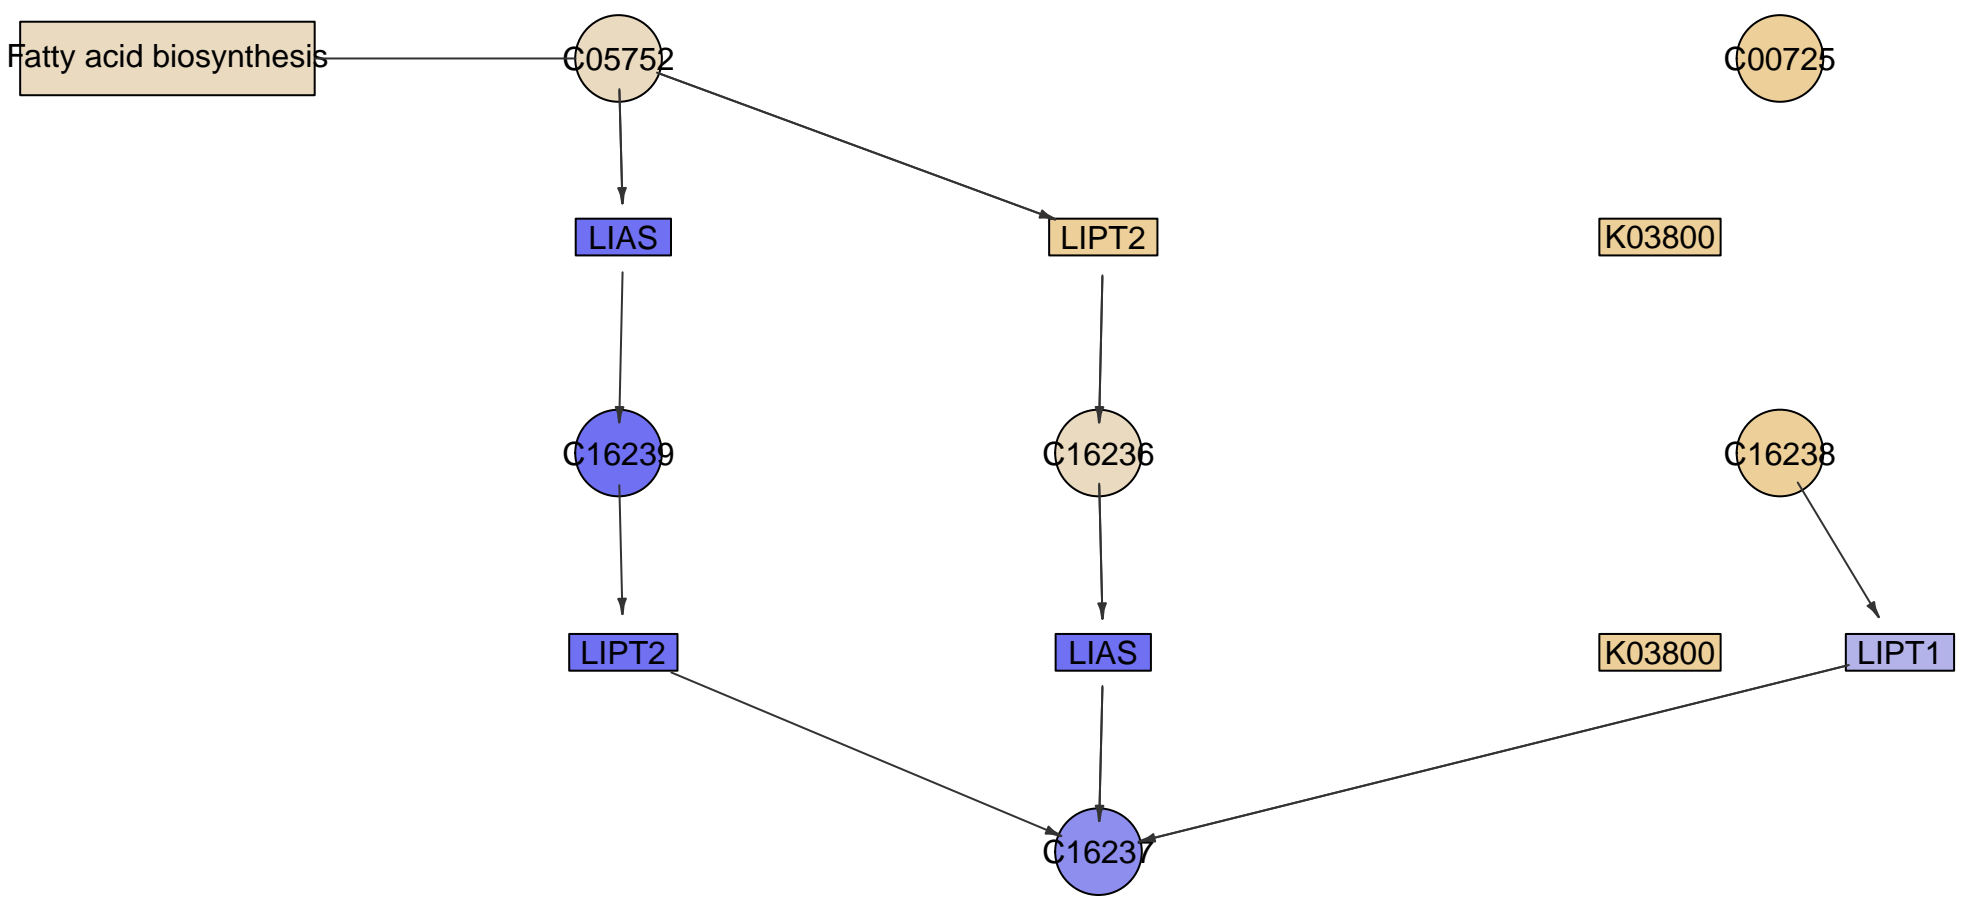 Fatty acid biosynthesis
C05752
C00725
LIAS
LIPT2
K03800
C16239
C16236
C16238
LIPT2
LIAS
K03800
LIPT1
C16237